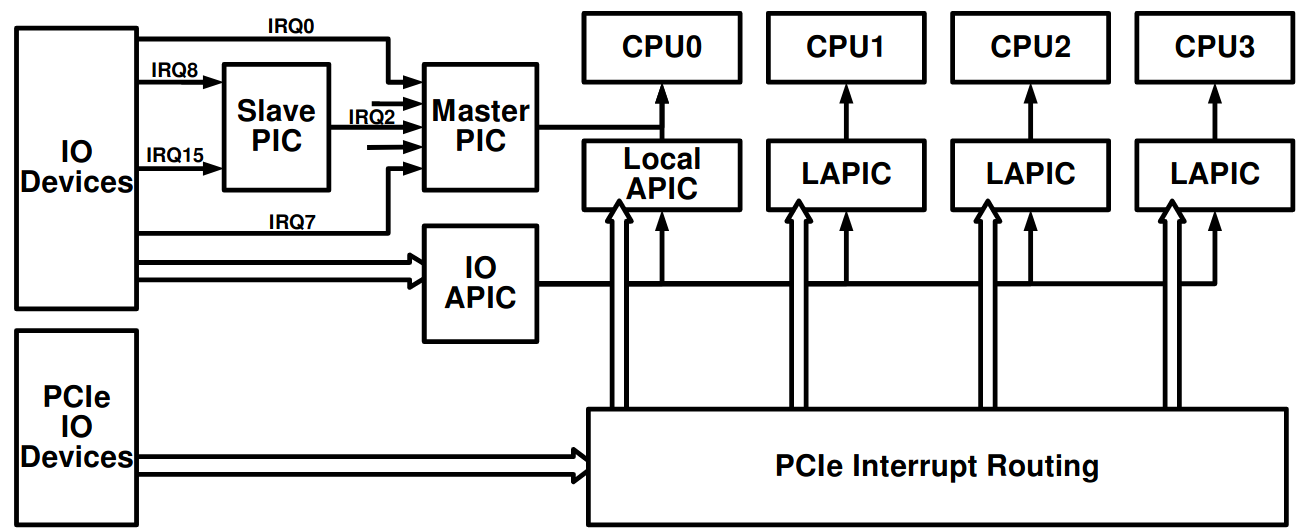 IRQ0
CPU0
CPU1
CPU2
CPU3
IRQ8
Slave
PIC
IRQ2
Master
PIC
IO
Devices
IRQ15
Local
APIC
LAPIC
LAPIC
LAPIC
IRQ7
IO
APIC
PCIe
IO
Devices
PCIe Interrupt Routing